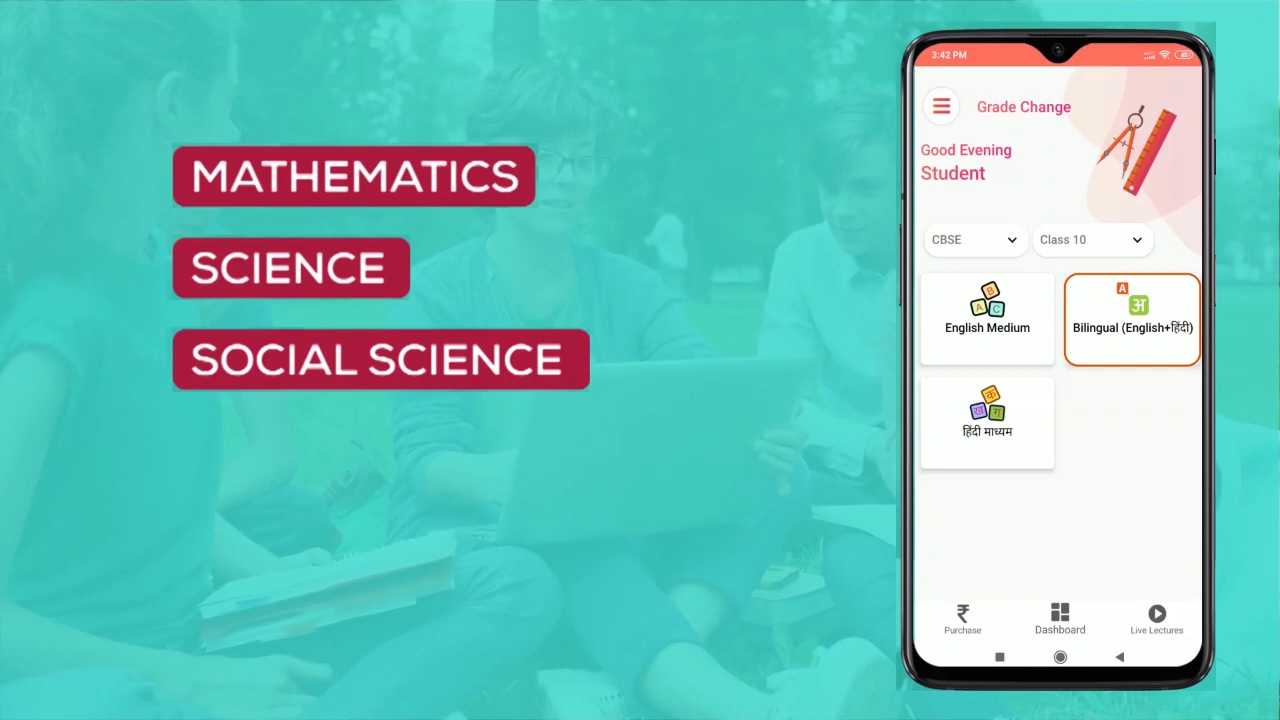 MATHEMATICS
SCIENCE
SOCIAL SCIENCE
3:42 PM
Grade Change
Good Evening
Student
CBSE
Class 10
B
A C
English Medium
A
अ
Bilingual (English+हिंदी)
क
ख ग
हिंदी माध्यम
₹
Purchase
Dashboard
Live Lectures